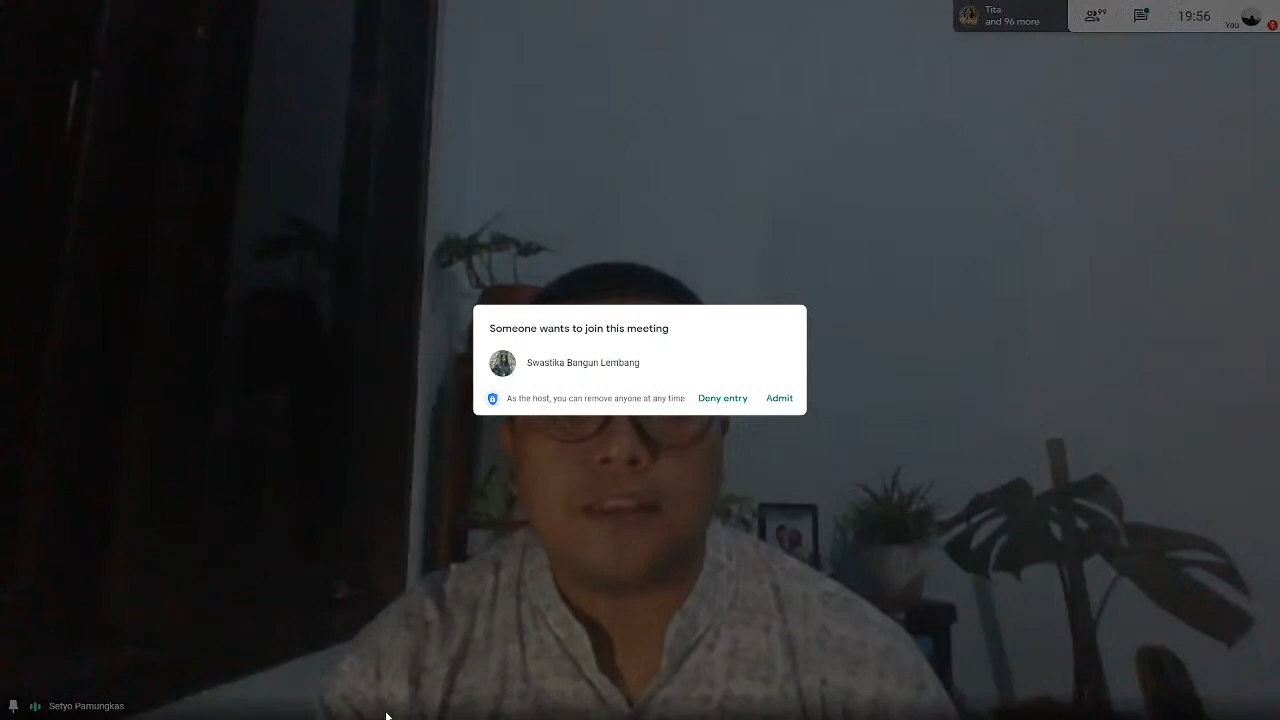 Tita
and 96 more
99
19:56
You
Someone wants to join this meeting
Swastika Bangun Lembang
As the host, you can remove anyone at any time
Deny entry
Admit
Setyo Pamungkas